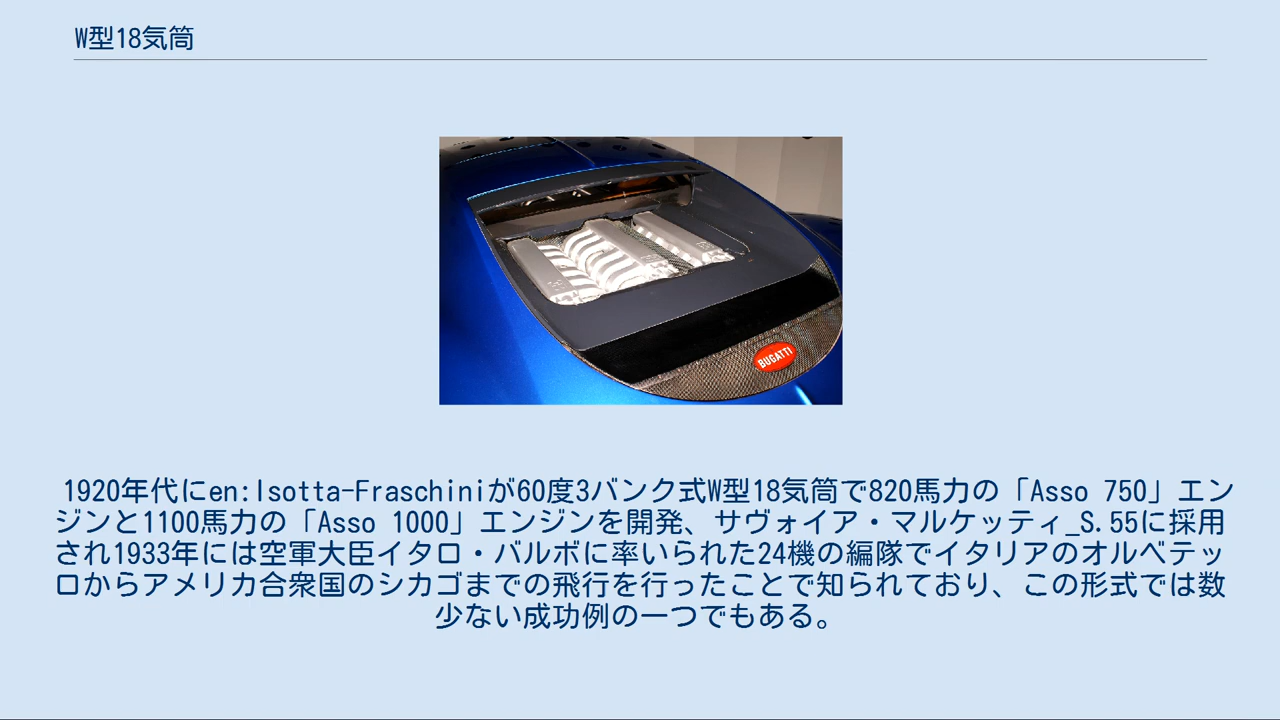 W型18気筒
BUGATTI
1920年代にen:Isotta-Fraschiniが60度3バンク式W型18気筒で820馬力の「Asso 750」エン
ジンと1100馬力の「Asso 1000」エンジンを開発、サヴォイア・マルケッティ_S.55に採用
され1933年には空軍大臣イタロ・バルボに率いられた24機の編隊でイタリアのオルベテッ
ロからアメリカ合衆国のシカゴまでの飛行を行ったことで知られており、この形式では数
少ない成功例の一つでもある。